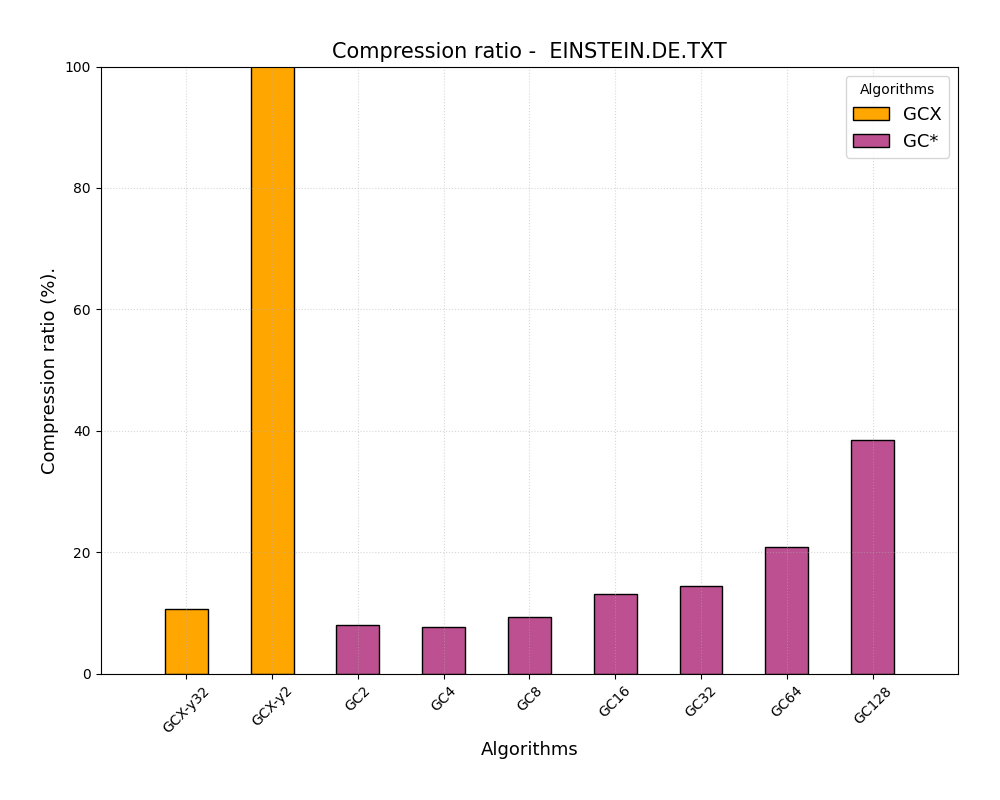 Compression ratio -  EINSTEIN.DE.TXT
Algorithms
GCX
GC*
Compression ratio (%).
100
80
60
40
20
0
GCX-y32
GCX-y2
GC2
GC4
GC8
GC16
GC32
GC64
GC128
Algorithms